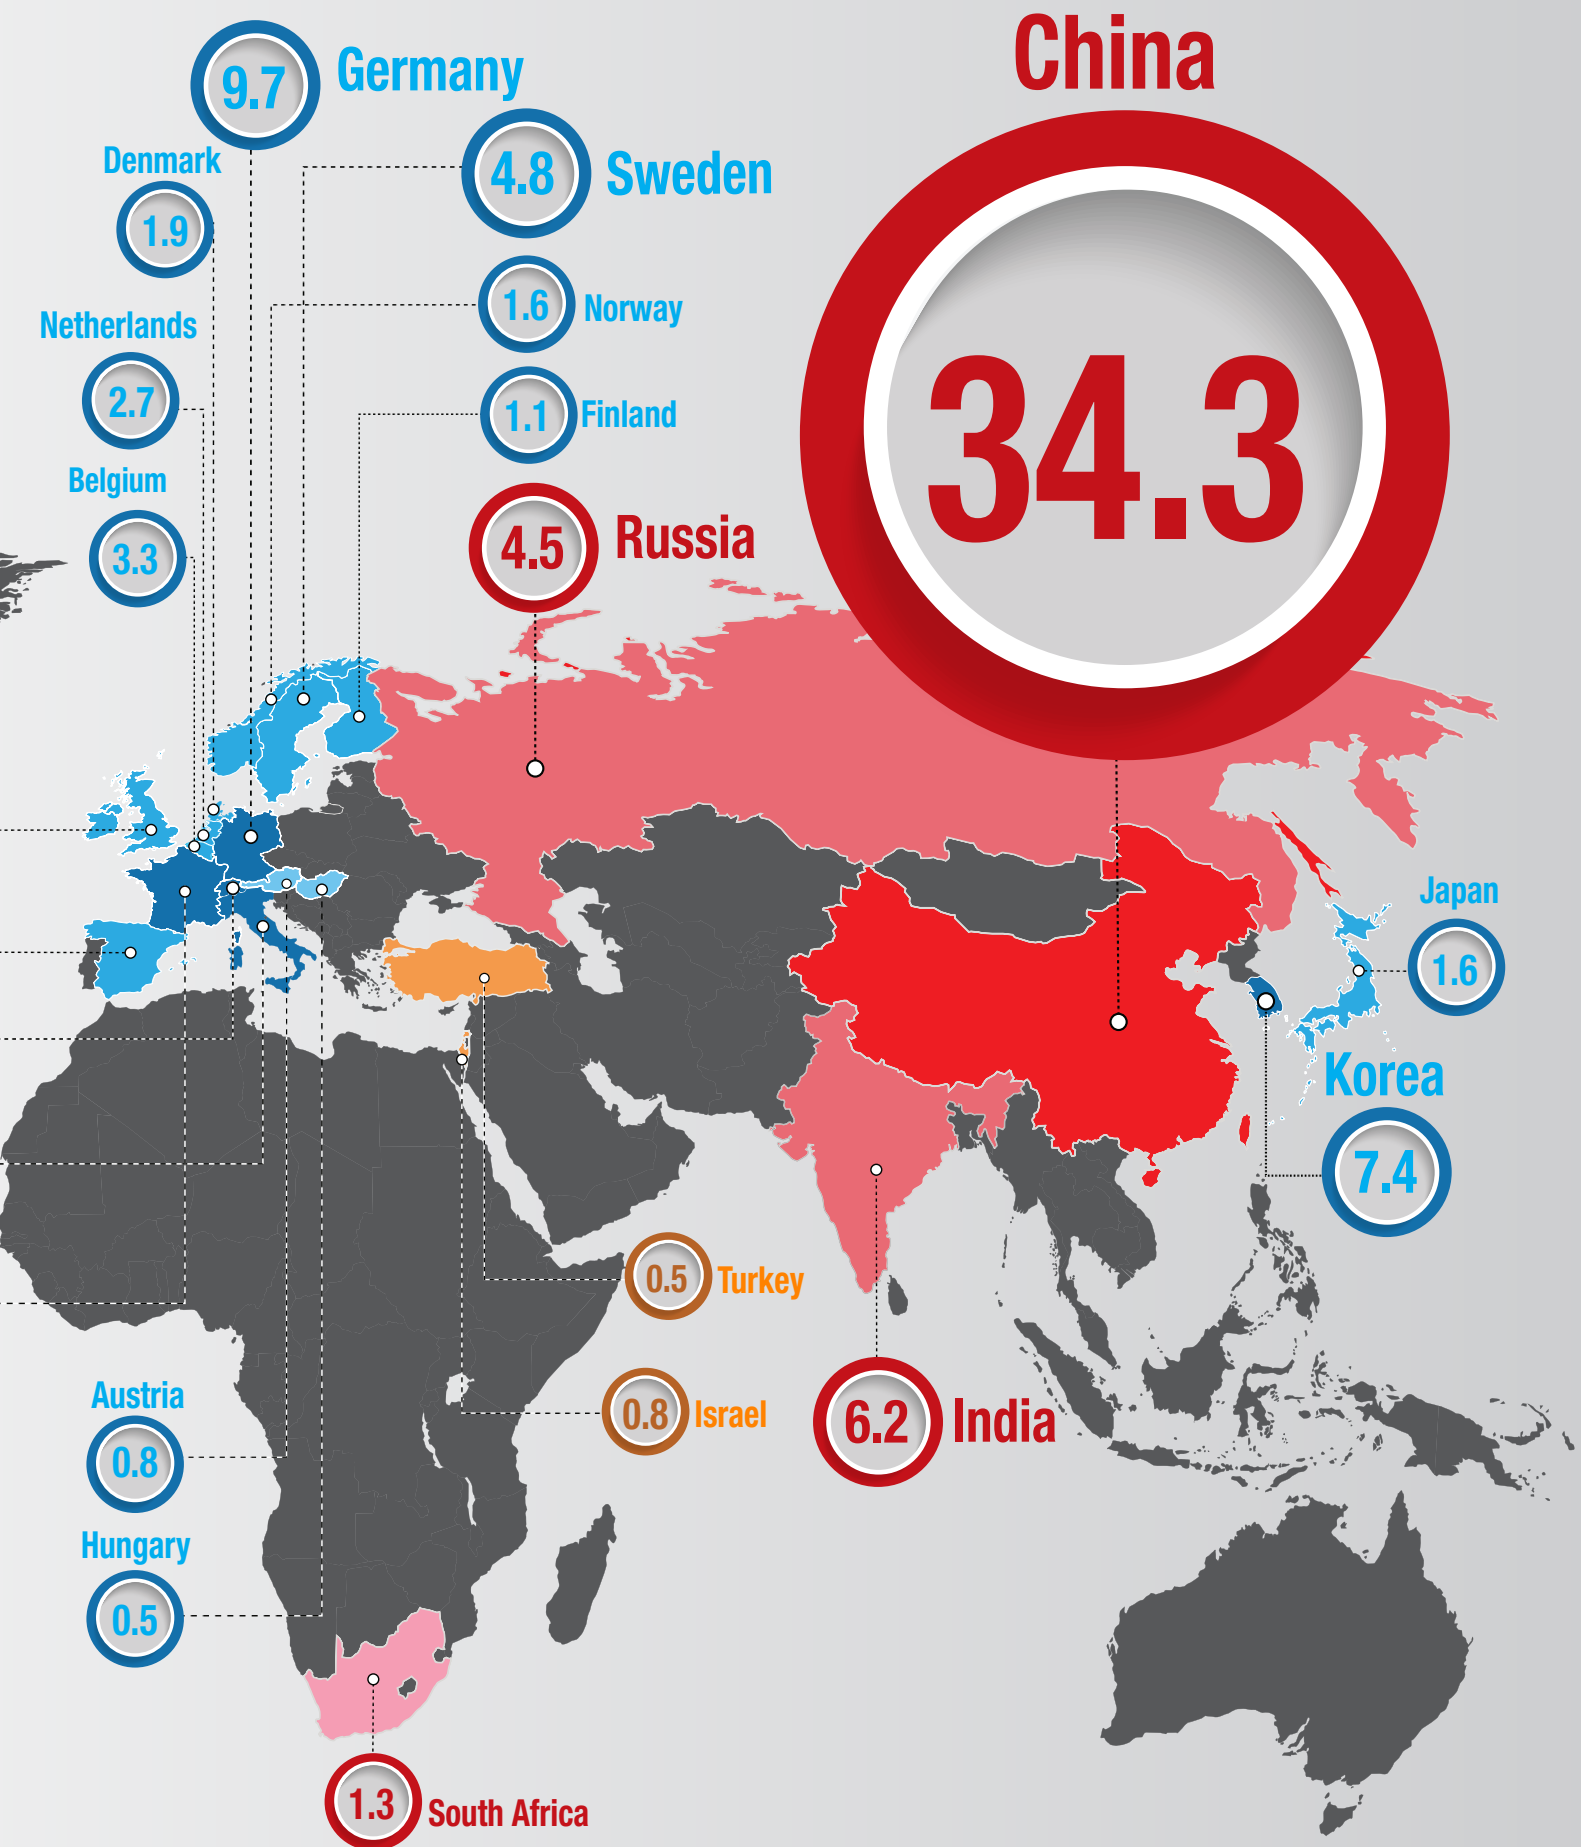 China
34.3
9.7
Germany
Denmark
1.9
4.8
Sweden
1.6
Norway
Netherlands
2.7
1.1
Finland
Belgium
3.3
4.5
Russia
Japan
1.6
Korea
7.4
0.5
Turkey
0.8
Israel
6.2
India
Austria
0.8
Hungary
0.5
1.3
South Africa